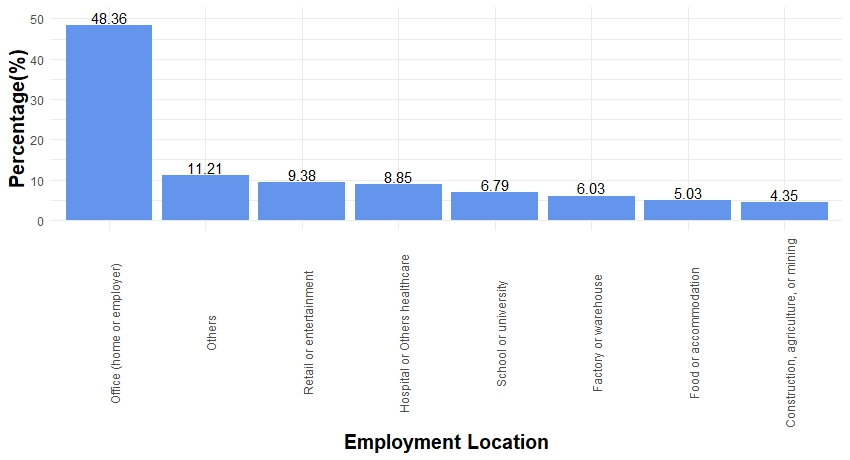 Percentage(%)
50
40
30
20
10
0
48.36
11.21
9.38
8.85
6.79
6.03
5.03
4.35
Office (home or employer)
Others
Retail or entertainment
Hospital or Others healthcare
School or university
Factory or warehouse
Food or accommodation
Construction, agriculture, or mining
Employment Location